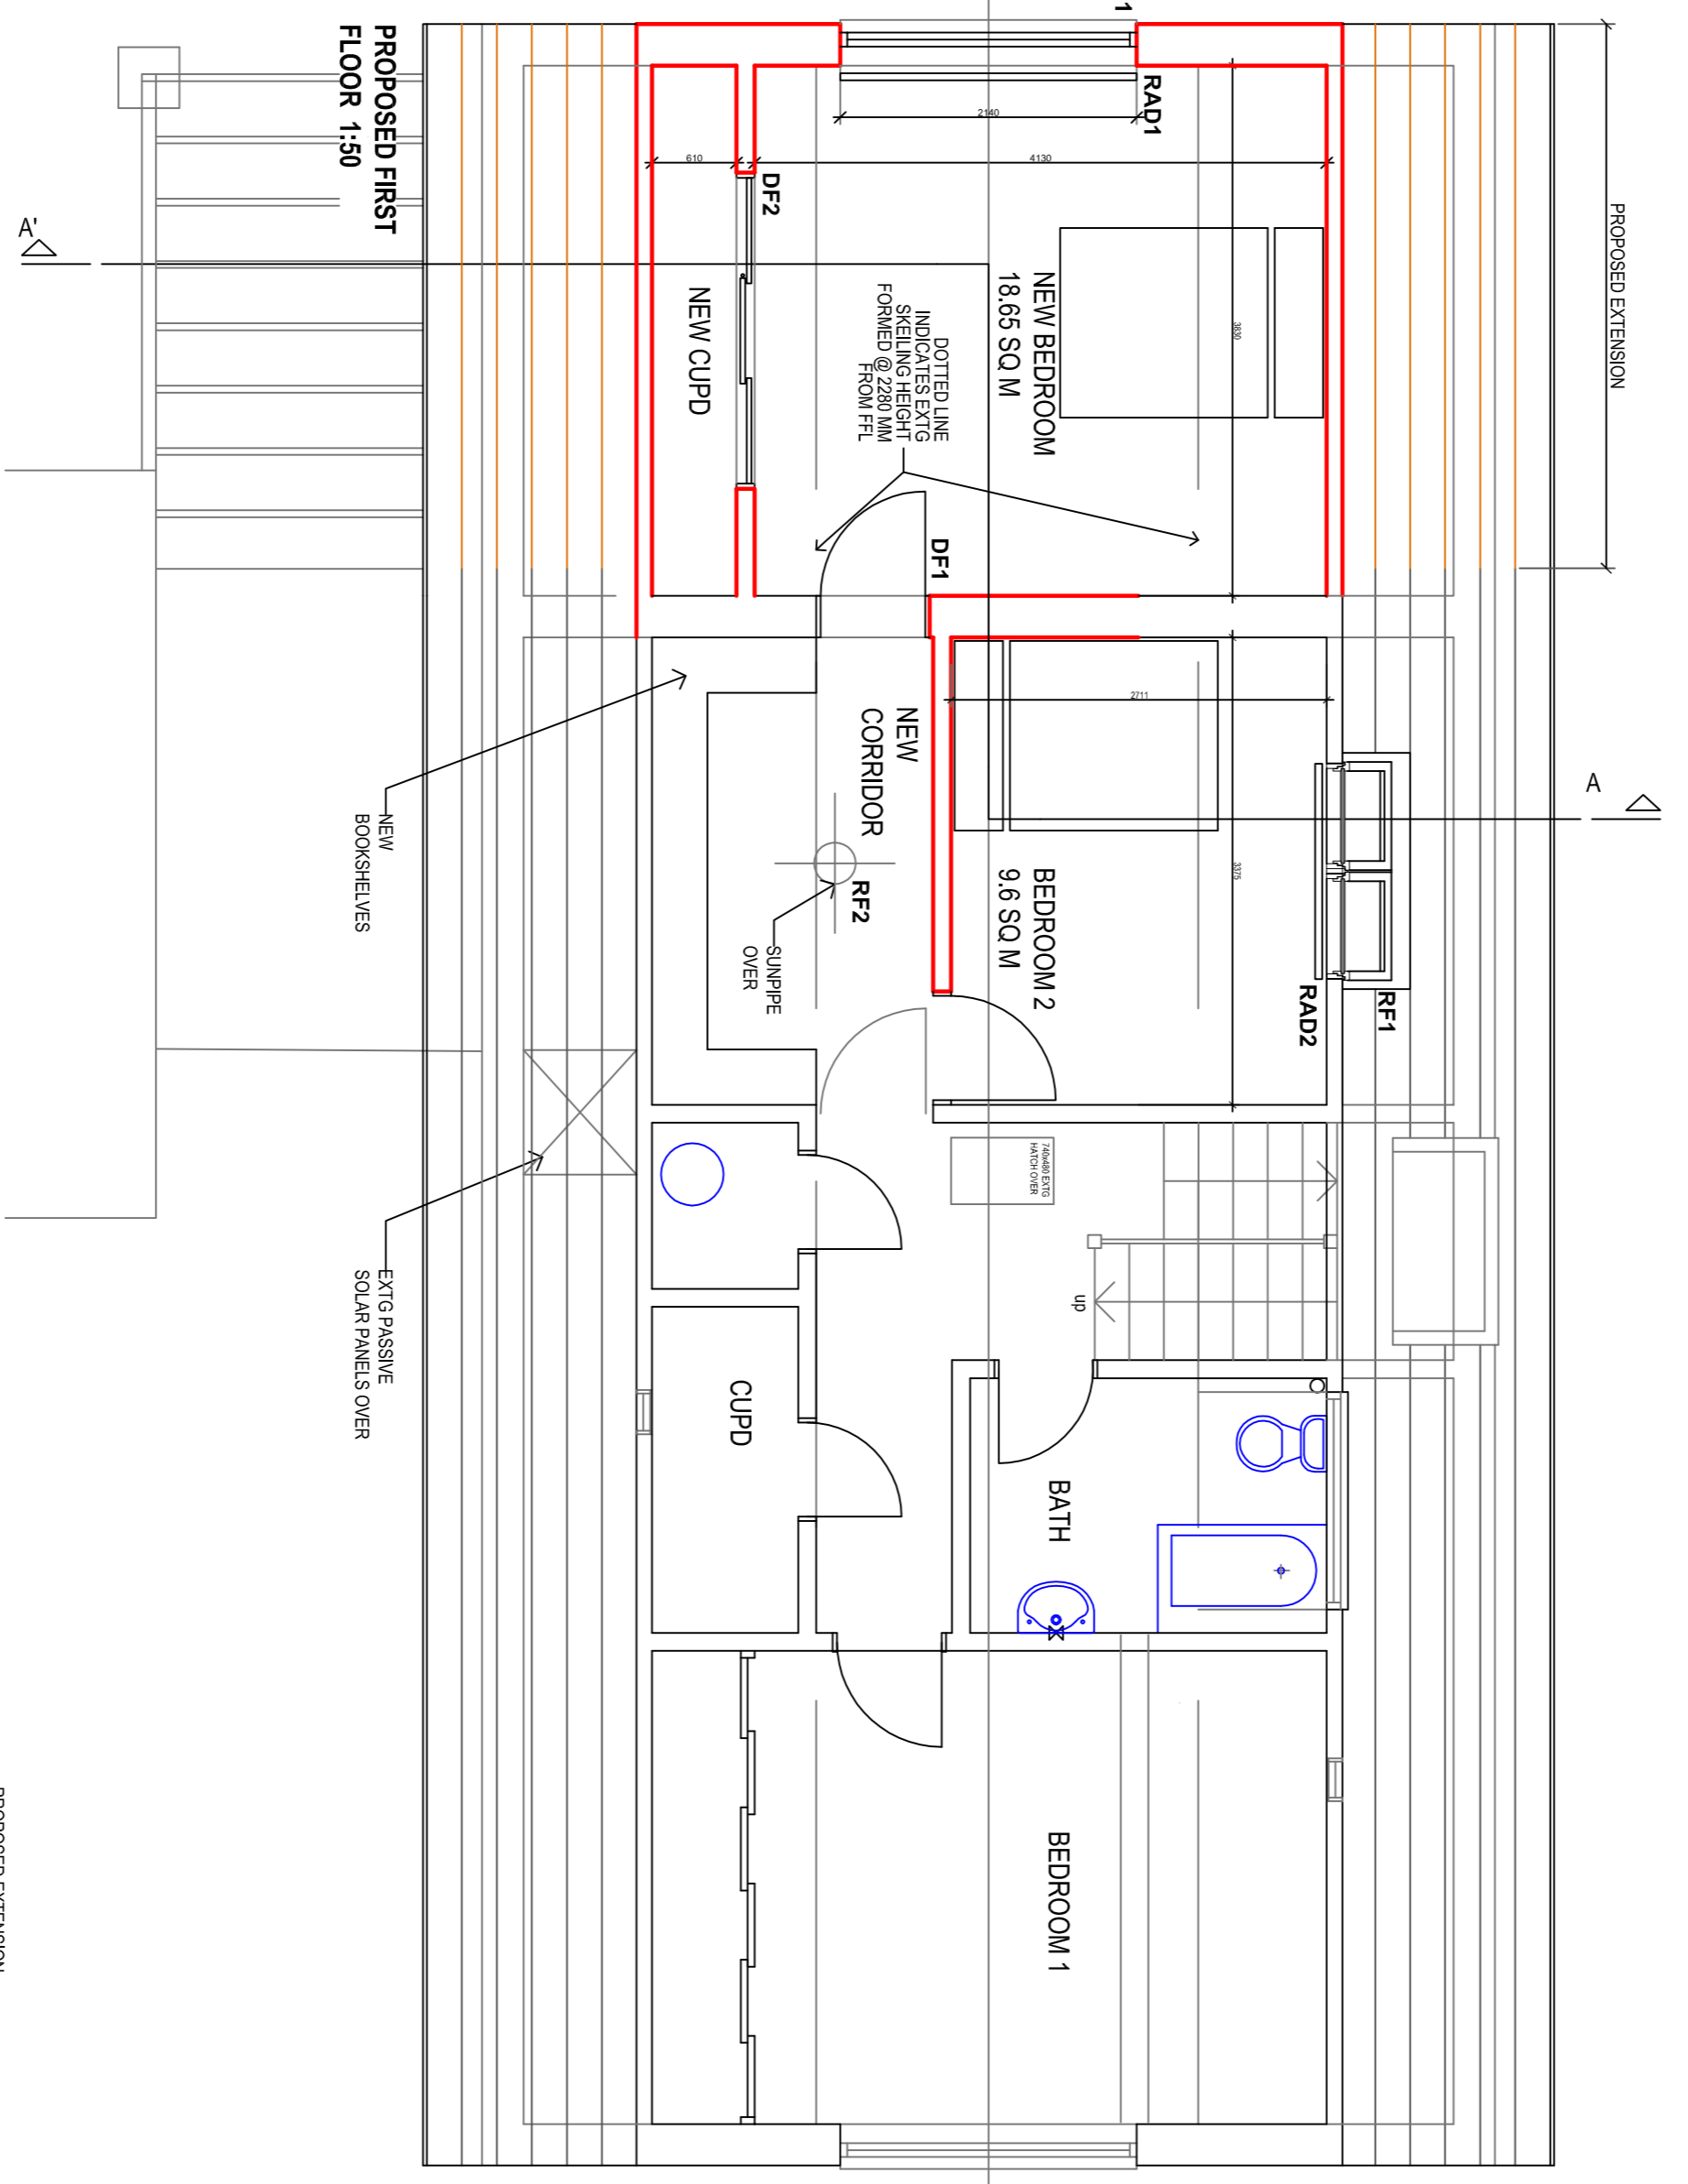 PROPOSED EXTENSION
1
RAD1
2140
610
4130
DF2
3830
NEW BEDROOM
18.65 SQ M
DOTTED LINE
INDICATES EXTG
SKEILING HEIGHT
FORMED @ 2280 MM
FROM FFL
NEW CUPD
DF1
PROPOSED FIRST
FLOOR 1:50
A'
A
2711
3375
NEW
CORRIDOR
RF2
SUNPIPE
OVER
BEDROOM 2
9.6 SQ M
RF1
RAD2
NEW
BOOKSHELVES
740x480 EXTG
HATCH OVER
up
EXTG PASSIVE
SOLAR PANELS OVER
CUPD
BATH
BEDROOM 1
PROPOSED EXTENSION